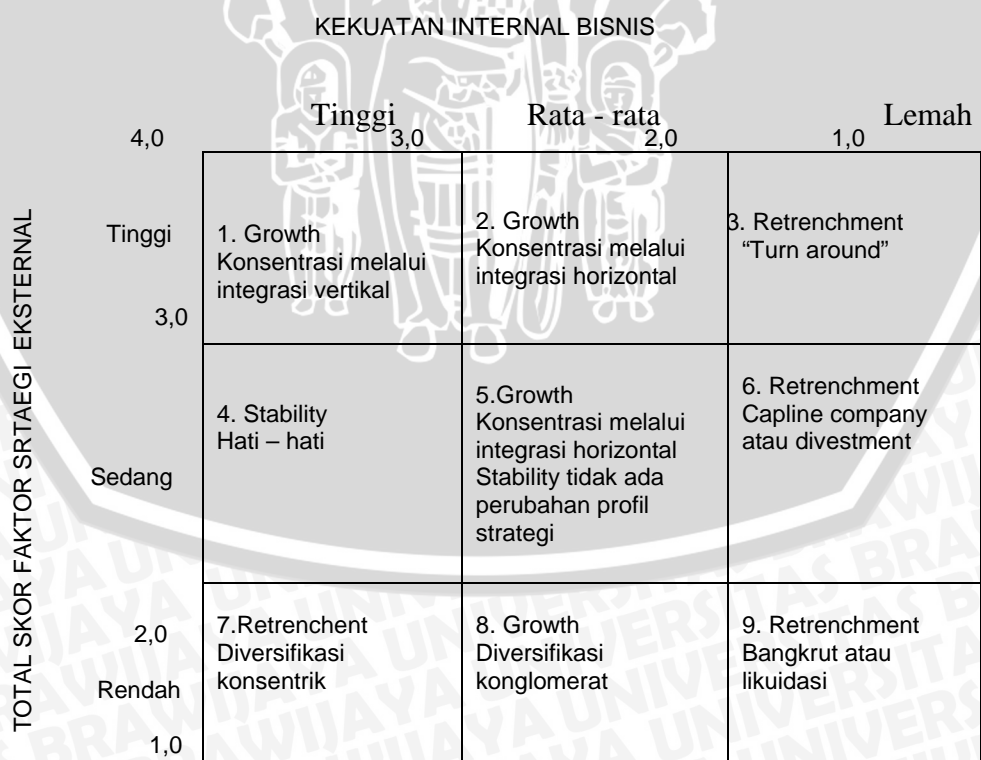 KEKUATAN INTERNAL BISNIS
Tinggi Rata - rata Lemah
4,0 3,0 2,0 1,0
TOTAL SKOR FAKTOR SRTAEGI EKSTERNAL
Tinggi
3,0
Sedang
2,0
Rendah
1,0
1. Growth
Konsentrasi melalui
integrasi vertikal
2. Growth
Konsentrasi melalui
integrasi horizontal
3. Retrenchment
“Turn around”
4. Stability
Hati – hati
5.Growth
Konsentrasi melalui
integrasi horizontal
Stability tidak ada
perubahan profil
strategi
6. Retrenchment
Capline company
atau divestment
7.Retrenchent
Diversifikasi
konsentrik
8. Growth
Diversifikasi
konglomerat
9. Retrenchment
Bangkrut atau
likuidasi